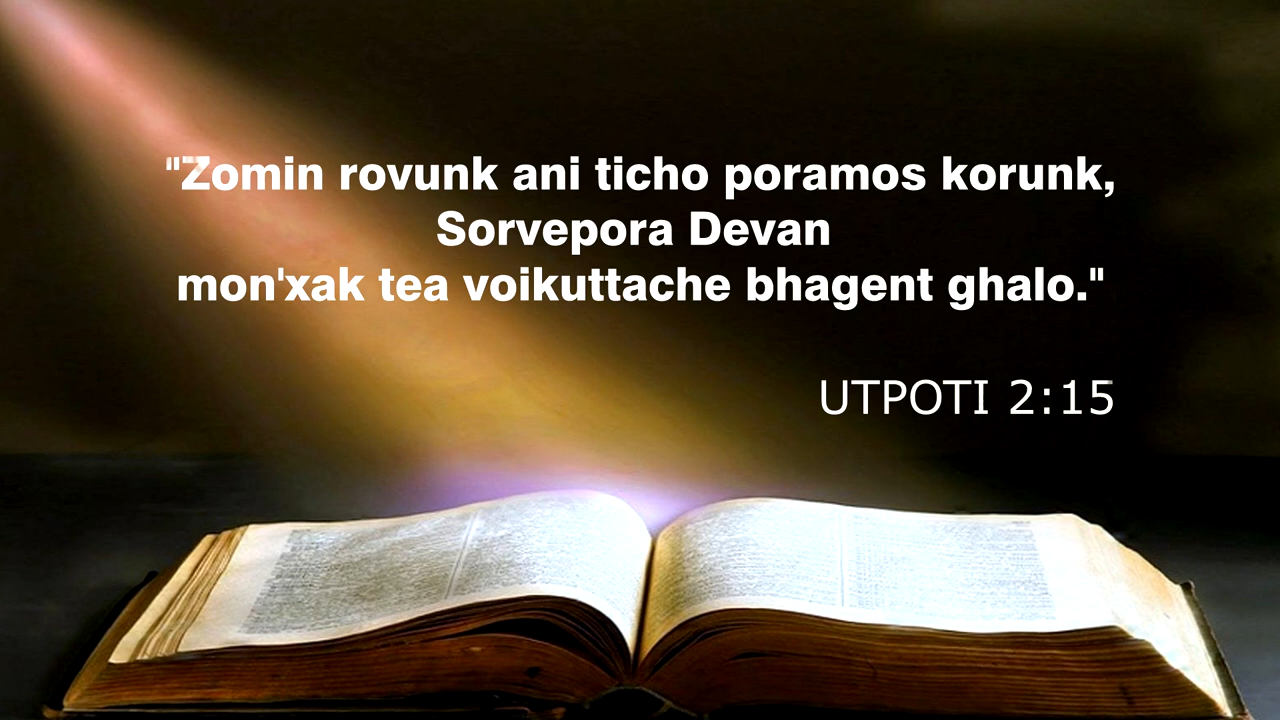 "Zomin rovunk ani ticho poramos korunk,
Sorvepora Devan
mon'xak tea voikuttache bhagent ghalo."
UTPOTI 2:15